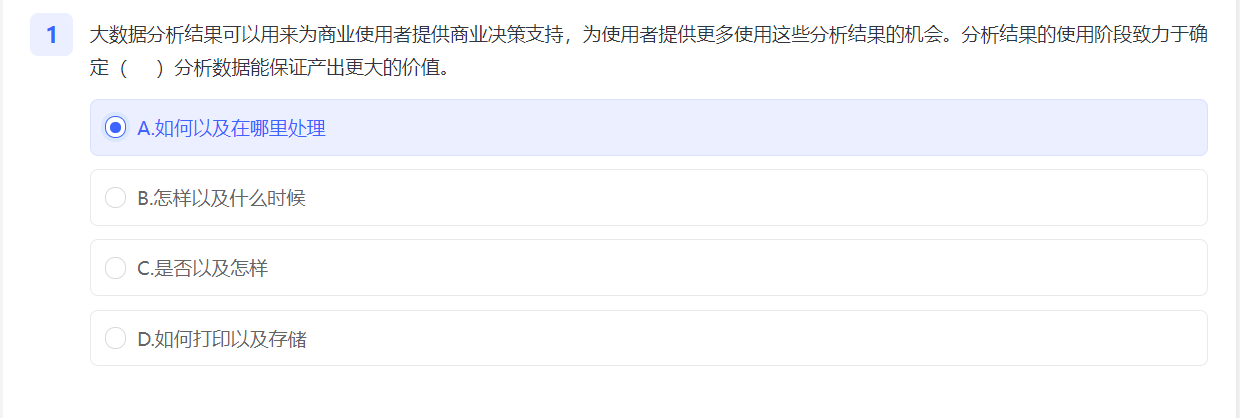 1
大数据分析结果可以用来为商业使用者提供商业决策支持，为使用者提供更多使用这些分析结果的机会。分析结果的使用阶段致力于确
定（　）分析数据能保证产出更大的价值。
A.如何以及在哪里处理
B.怎样以及什么时候
C.是否以及怎样
D.如何打印以及存储